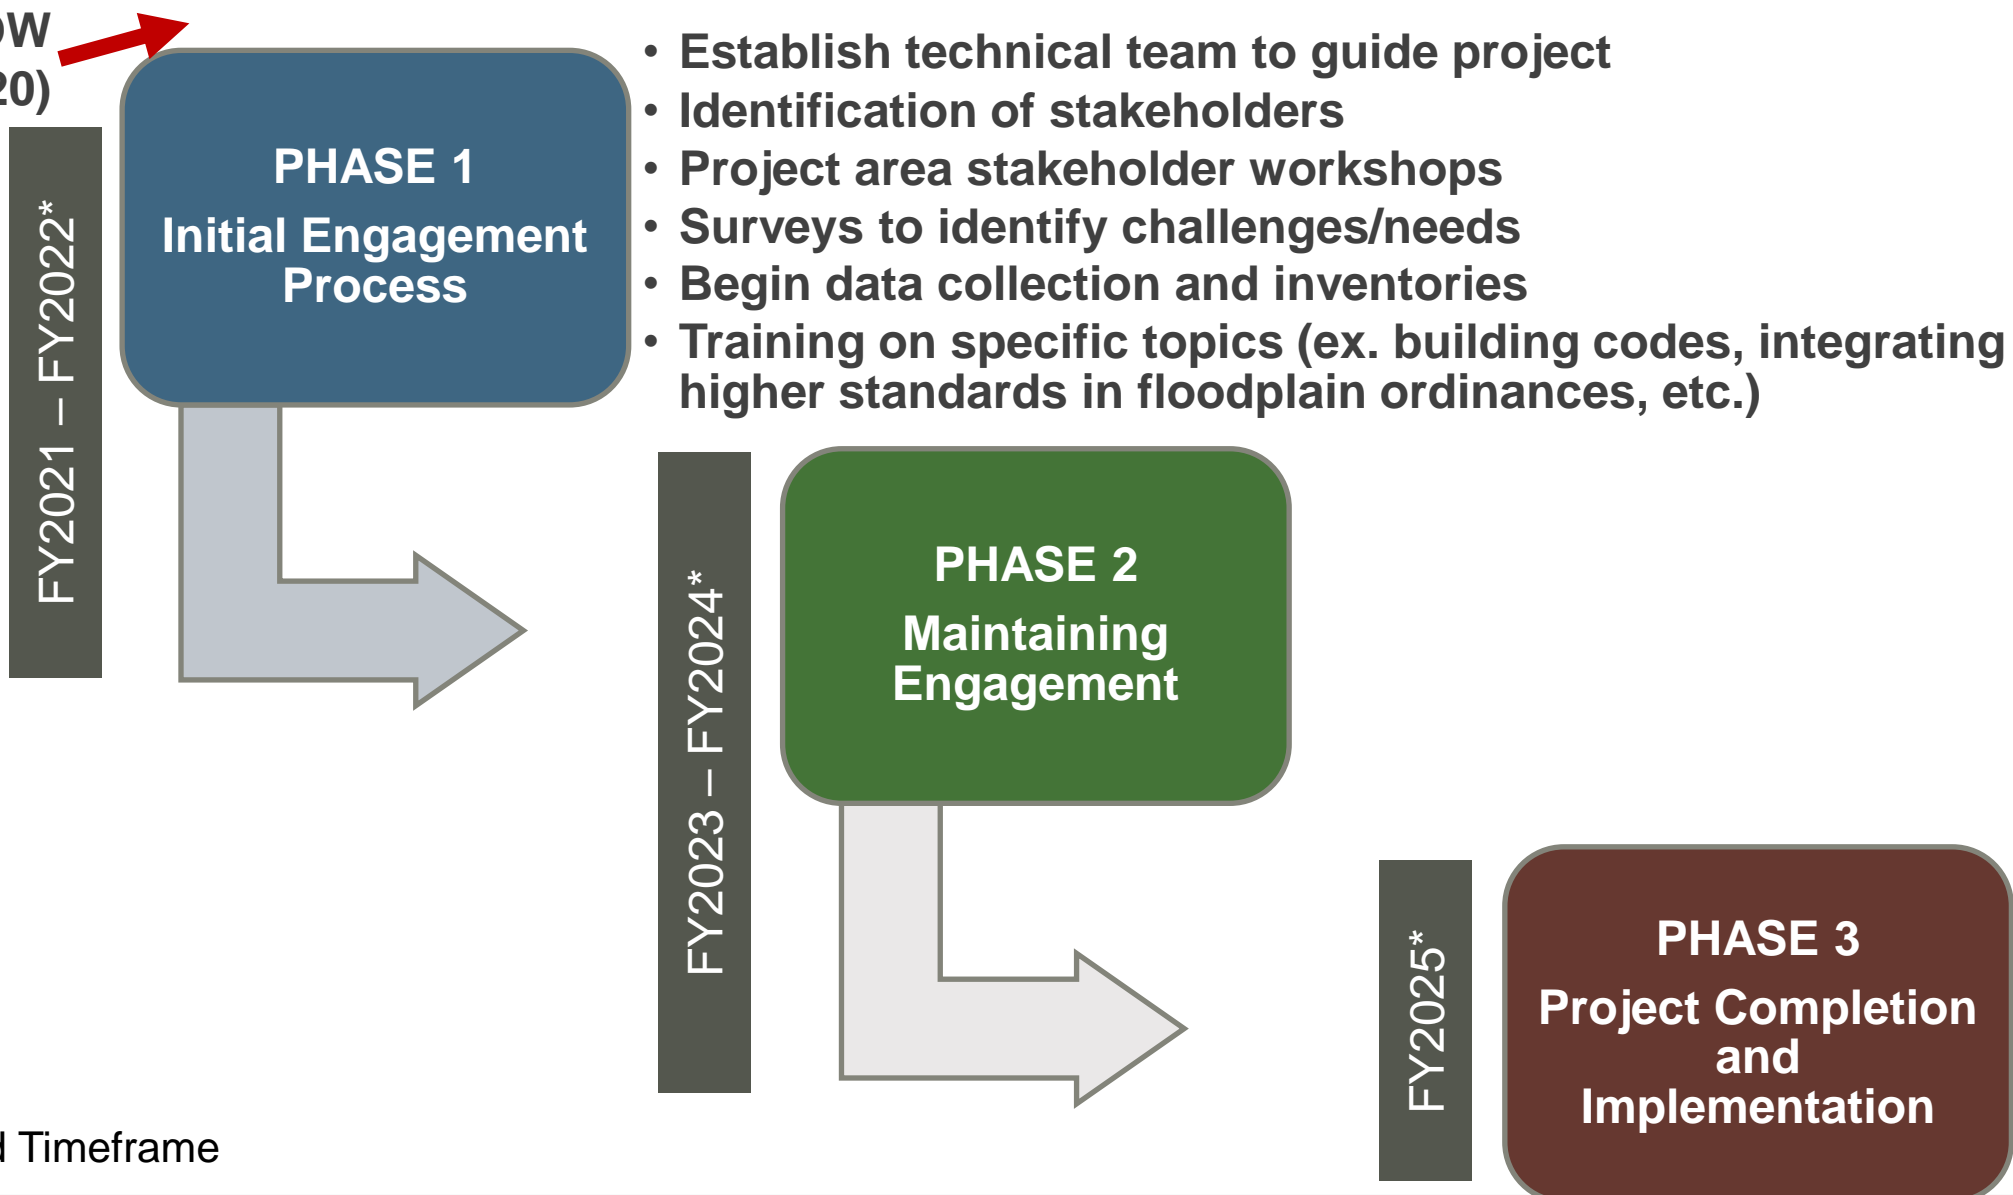 20)
FY2021 – FY2022*
PHASE 1
Initial Engagement
Process
• Establish technical team to guide project
• Identification of stakeholders
• Project area stakeholder workshops
• Surveys to identify challenges/needs
• Begin data collection and inventories
• Training on specific topics (ex. building codes, integrating
higher standards in floodplain ordinances, etc.)
FY2023 – FY2024*
PHASE 2
Maintaining
Engagement
FY2025*
PHASE 3
Project Completion
and
Implementation
Timeframe